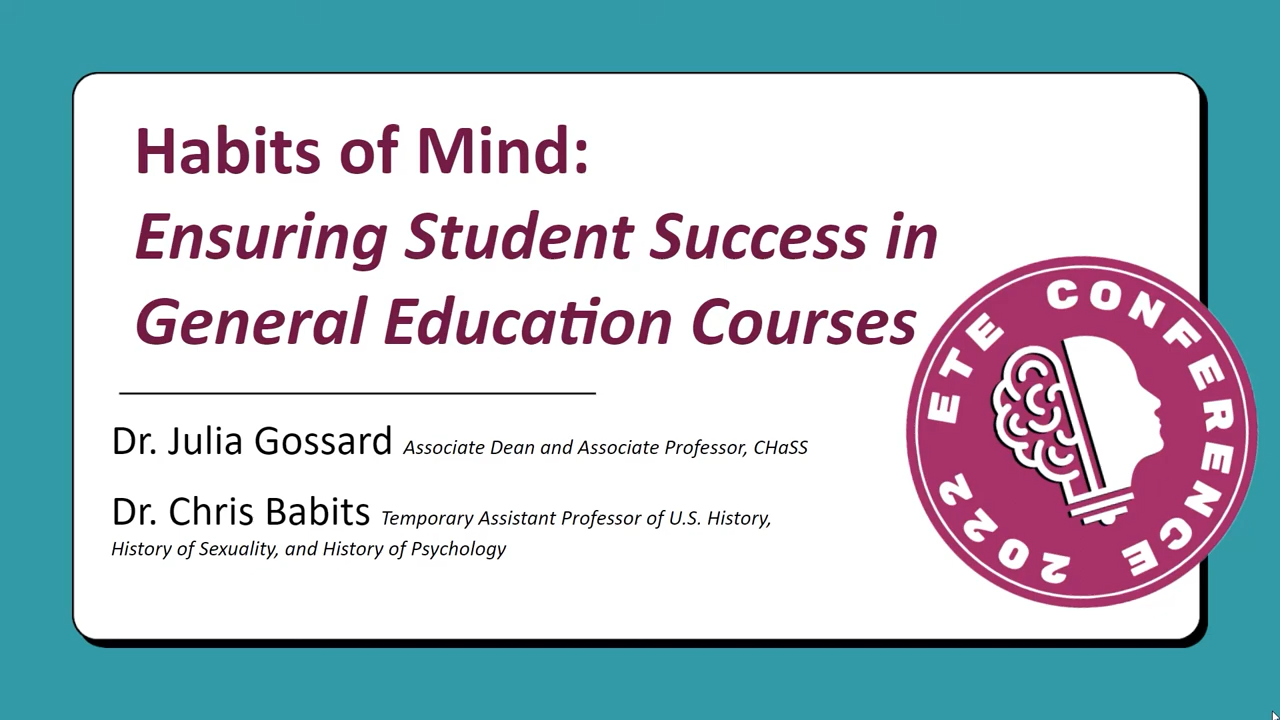 Habits of Mind:
Ensuring Student Success in
General Education Courses
Dr. Julia Gossard Associate Dean and Associate Professor, CHaSS
Dr. Chris Babits Temporary Assistant Professor of U.S. History,
History of Sexuality, and History of Psychology
ETE CONFERENCE 2022